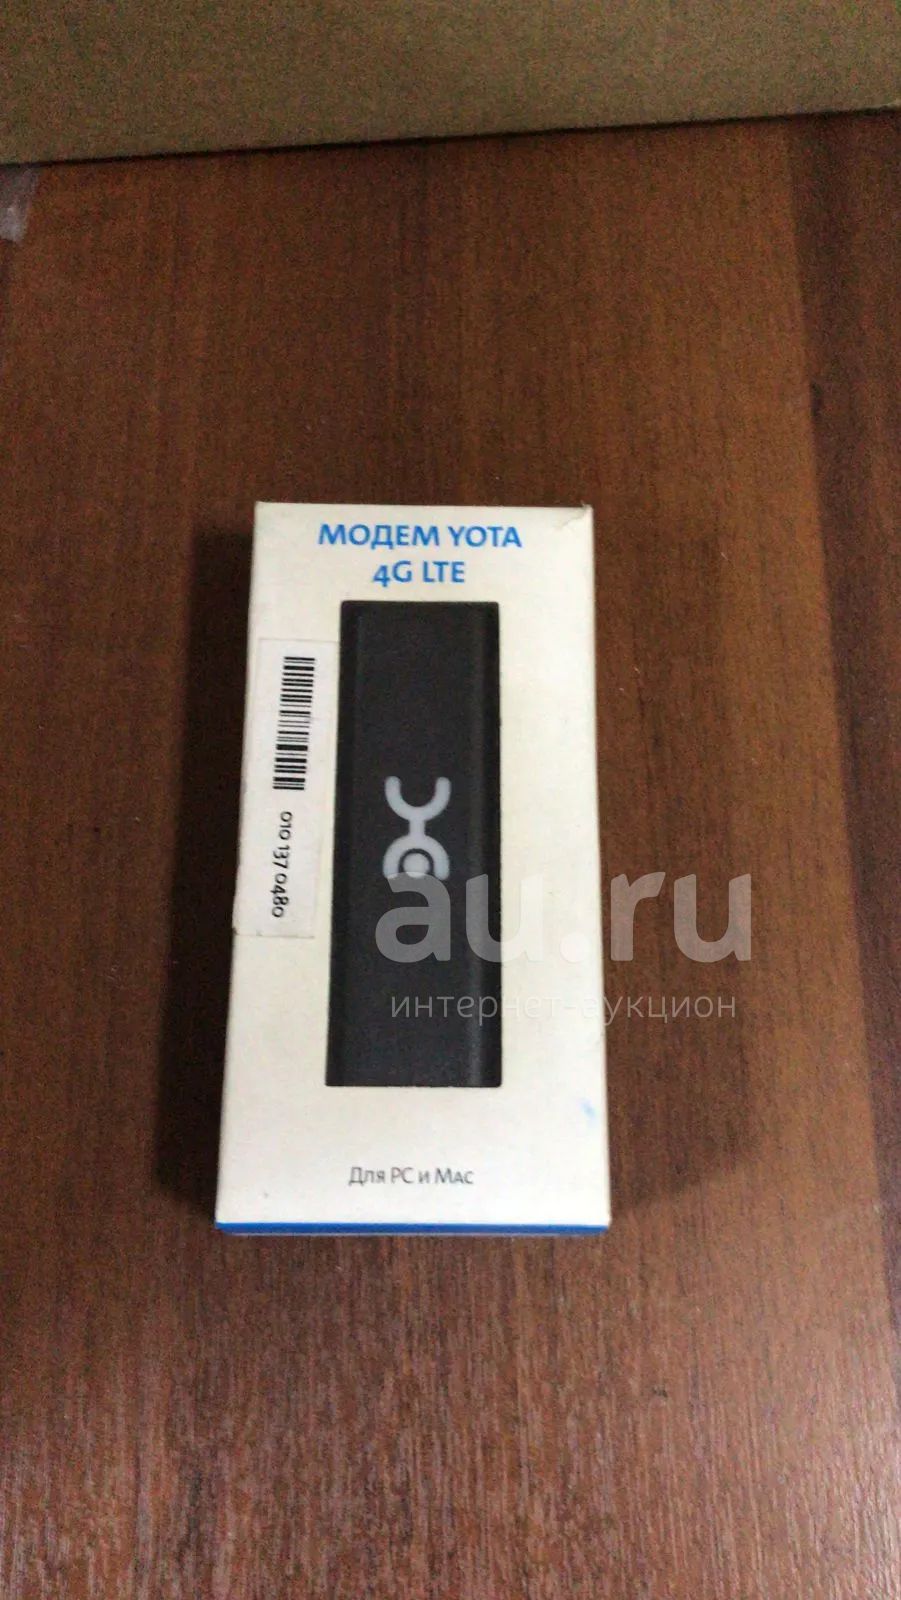 МОДЕМ YOTA
4G LTE
010 137 0480
au.ru
интернет-аукцион
Для PC и Mac